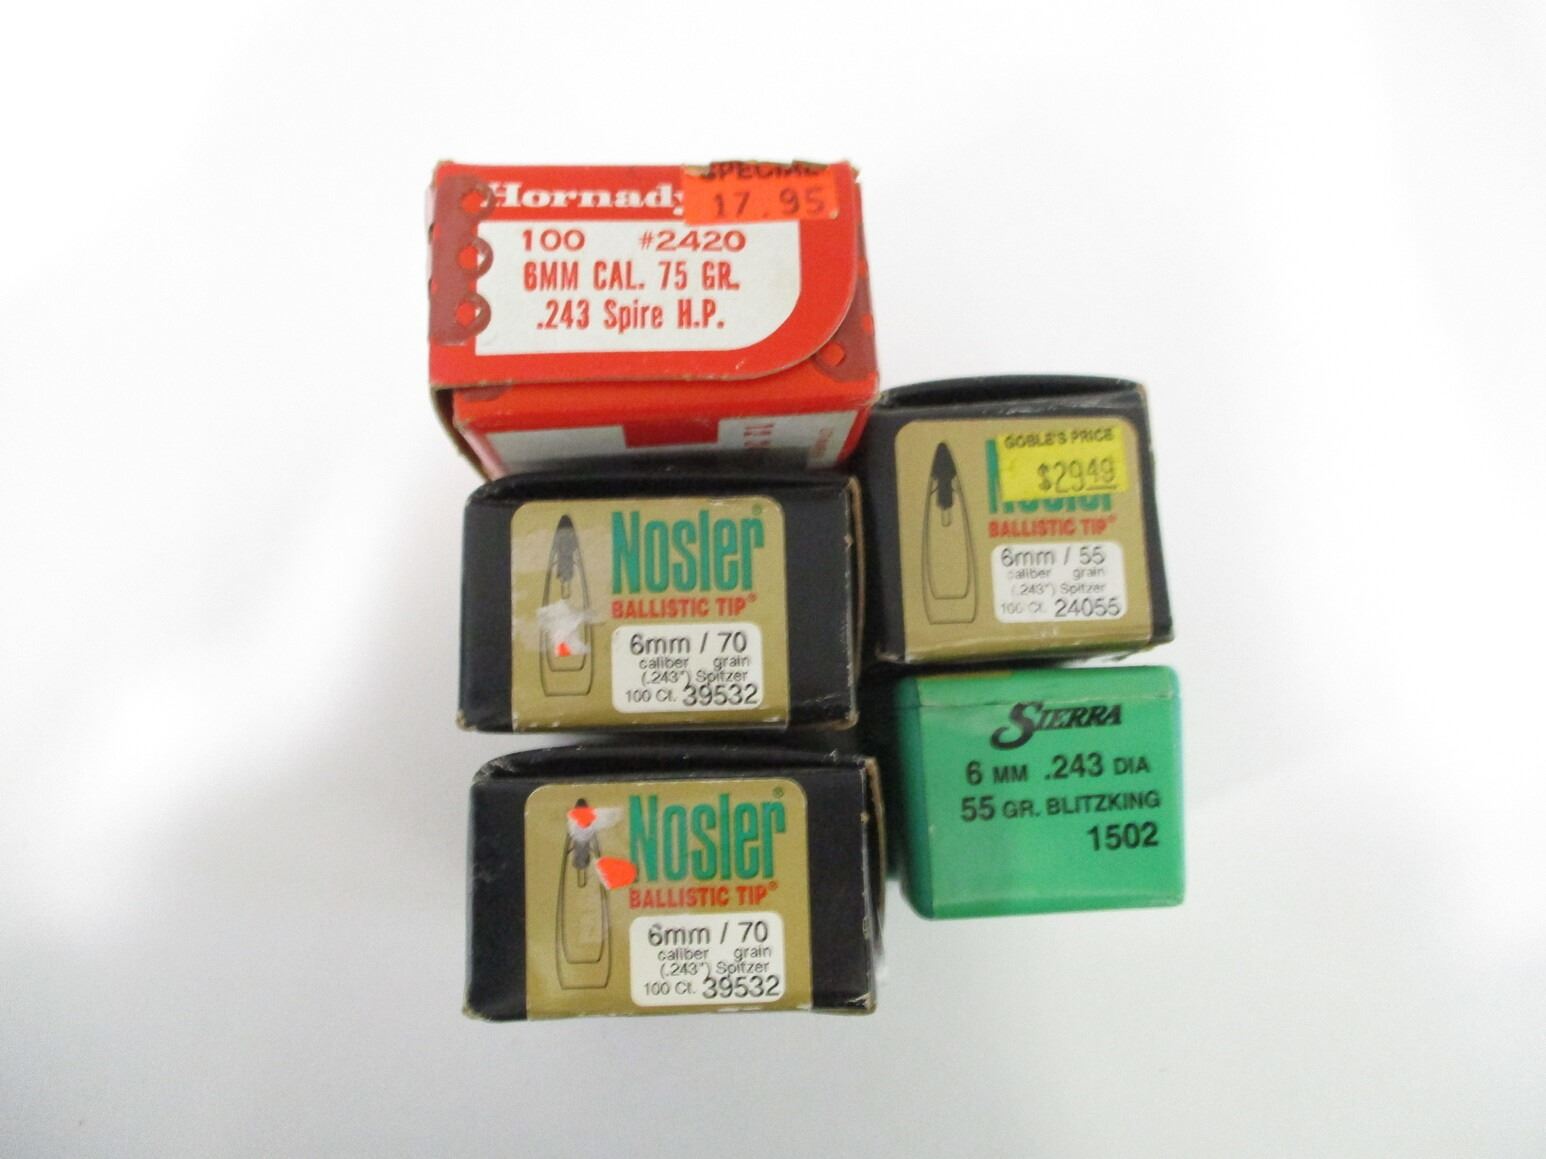 Hornady
SPECIAL
17.95
100 #2420
6MM CAL. 75 GR.
.243 Spire H.P.
GOBLE'S PRICE
$29.49
Nosler
BALLISTIC TIP®
6mm / 55
caliber grain
(.243") Spitzer
100 Ct. 24055
Nosler®
BALLISTIC TIP®
6mm / 70
caliber grain
(.243") Spitzer
100 Ct. 39532
SIERRA
6 MM .243 DIA
55 GR. BLITZKING
1502
Nosler®
BALLISTIC TIP®
6mm / 70
caliber grain
(.243") Spitzer
100 Ct. 39532